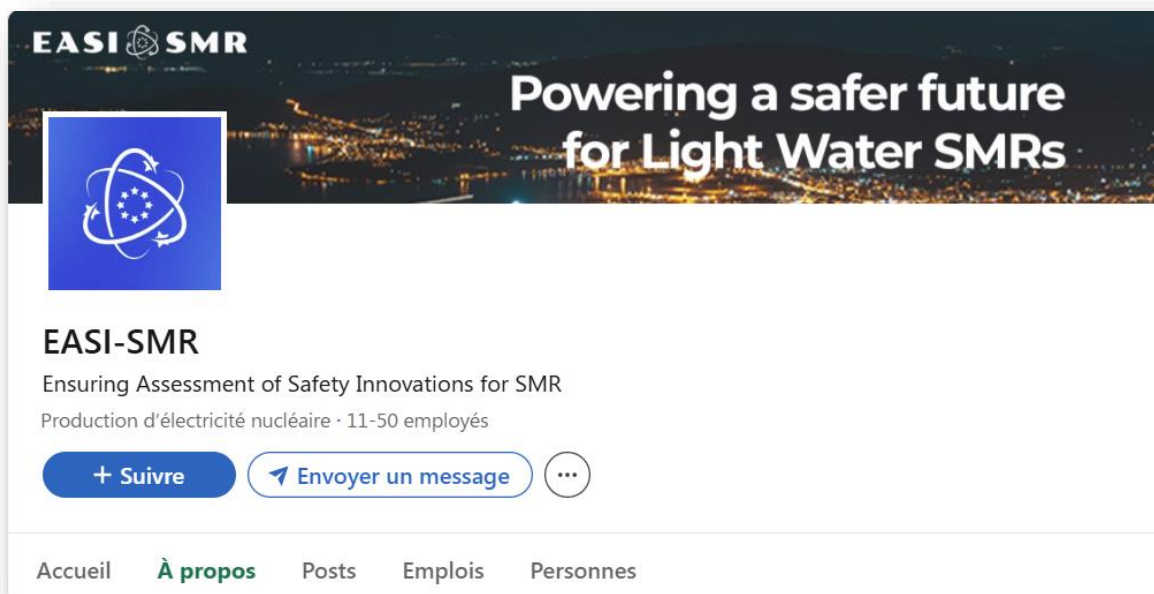 EASI SMR
Powering a safer future
for Light Water SMRs
EASI-SMR
Ensuring Assessment of Safety Innovations for SMR
Production d'électricité nucléaire · 11-50 employés
+ Suivre
Envoyer un message
Accueil À propos Posts Emplois Personnes